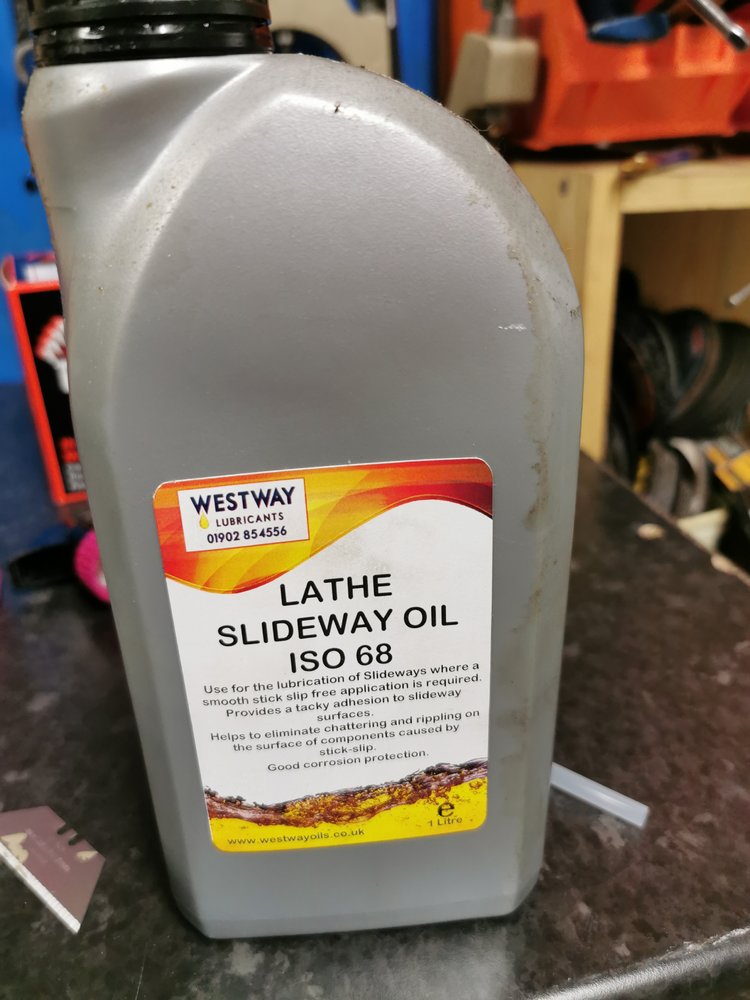 WESTWAY
LUBRICANTS
01902 854556
LATHE
SLIDEWAY OIL
ISO 68
Use for the lubrication of Slideways where a
smooth stick slip free application is required.
Provides a tacky adhesion to slideway
surfaces.
Helps to eliminate chattering and rippling on
the surface of components caused by
stick-slip.
Good corrosion protection.
e
1 Litre
www.westwayoils.co.uk